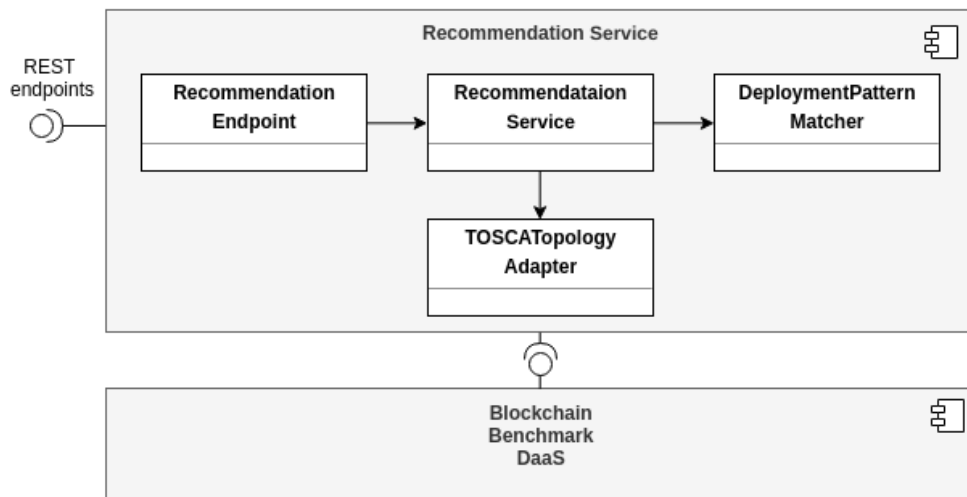 Recommendation Service
REST
endpoints
Recommendation
Endpoint
Recommendataion
Service
DeploymentPattern
Matcher
TOSCATopology
Adapter
Blockchain
Benchmark
DaaS